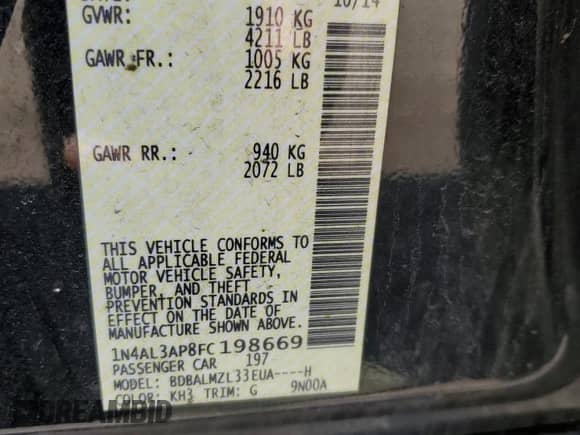 10/14
GVWR: 1910 KG
4211 LB
GAWR FR.: 1005 KG
2216 LB
GAWR RR.: 940 KG
2072 LB
THIS VEHICLE CONFORMS TO
ALL APPLICABLE FEDERAL
MOTOR VEHICLE SAFETY,
BUMPER, AND THEFT
PREVENTION STANDARDS IN
EFFECT ON THE DATE OF
MANUFACTURE SHOWN ABOVE.
1N4AL3AP8FC198669
PASSENGER CAR 197
MODEL: BDBALMZL33EUA----H
COLOR: KH3 TRIM: G 9N00A
DREAMBID